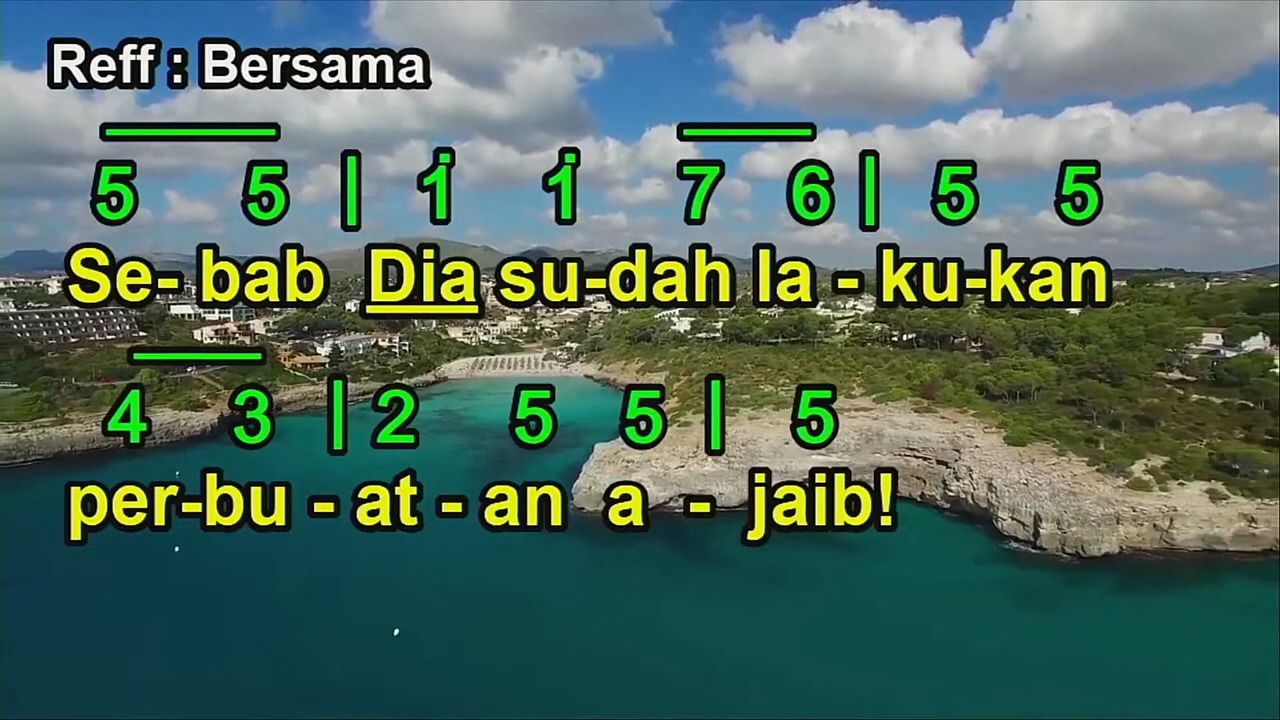 Reff : Bersama
5 5 | 1̇ 1̇ 7 6 | 5 5
Se- bab Dia su-dah la - ku-kan
4 3 | 2 5 5 | 5
per-bu - at - an a - jaib!